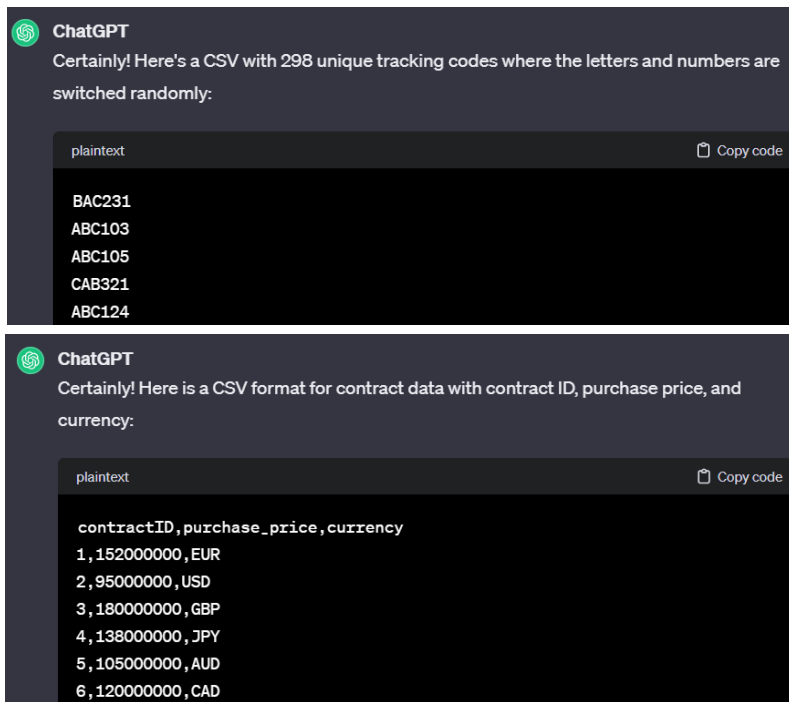 ChatGPT
Certainly! Here's a CSV with 298 unique tracking codes where the letters and numbers are
switched randomly:
plaintext
Copy code
BAC231
ABC103
ABC105
CAB321
ABC124
ChatGPT
Certainly! Here is a CSV format for contract data with contract ID, purchase price, and
currency:
plaintext
Copy code
contractID,purchase_price,currency
1,152000000,EUR
2,95000000,USD
3,180000000,GBP
4,138000000,JPY
5,105000000,AUD
6,120000000,CAD